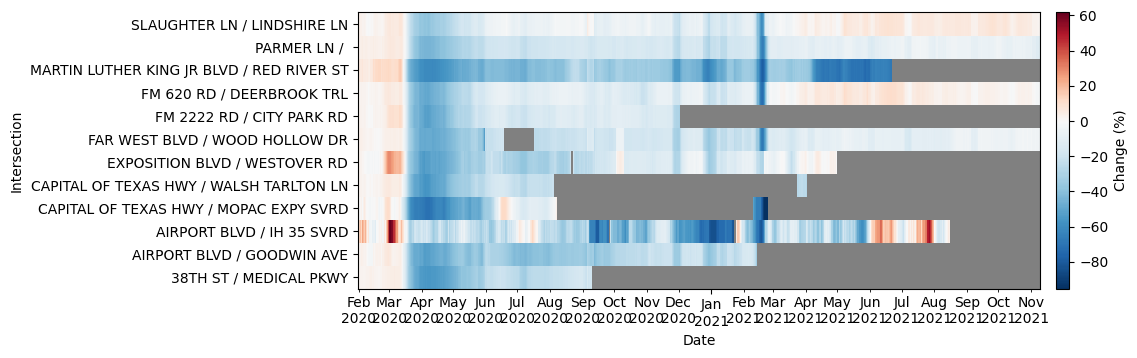 Intersection
SLAUGHTER LN / LINDSHIRE LN
PARMER LN /
MARTIN LUTHER KING JR BLVD / RED RIVER ST
FM 620 RD / DEERBROOK TRL
FM 2222 RD / CITY PARK RD
FAR WEST BLVD / WOOD HOLLOW DR
EXPOSITION BLVD / WESTOVER RD
CAPITAL OF TEXAS HWY / WALSH TARLTON LN
CAPITAL OF TEXAS HWY / MOPAC EXPY SVRD
AIRPORT BLVD / IH 35 SVRD
AIRPORT BLVD / GOODWIN AVE
38TH ST / MEDICAL PKWY
Feb Mar Apr May Jun Jul Aug Sep Oct Nov Dec Jan Feb Mar Apr May Jun Jul Aug Sep Oct Nov
2020 2020 2020 2020 2020 2020 2020 2020 2020 2020 2020 2021 2021 2021 2021 2021 2021 2021 2021 2021 2021 2021
Date
60
40
20
0
−20
−40
−60
−80
Change (%)